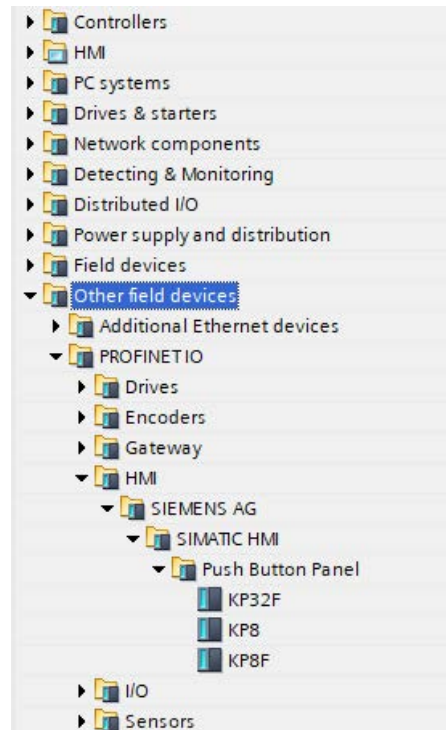 Controllers
HMI
PC systems
Drives & starters
Network components
Detecting & Monitoring
Distributed I/O
Power supply and distribution
Field devices
Other field devices
Additional Ethernet devices
PROFINET IO
Drives
Encoders
Gateway
HMI
SIEMENS AG
SIMATIC HMI
Push Button Panel
KP32F
KP8
KP8F
I/O
Sensors